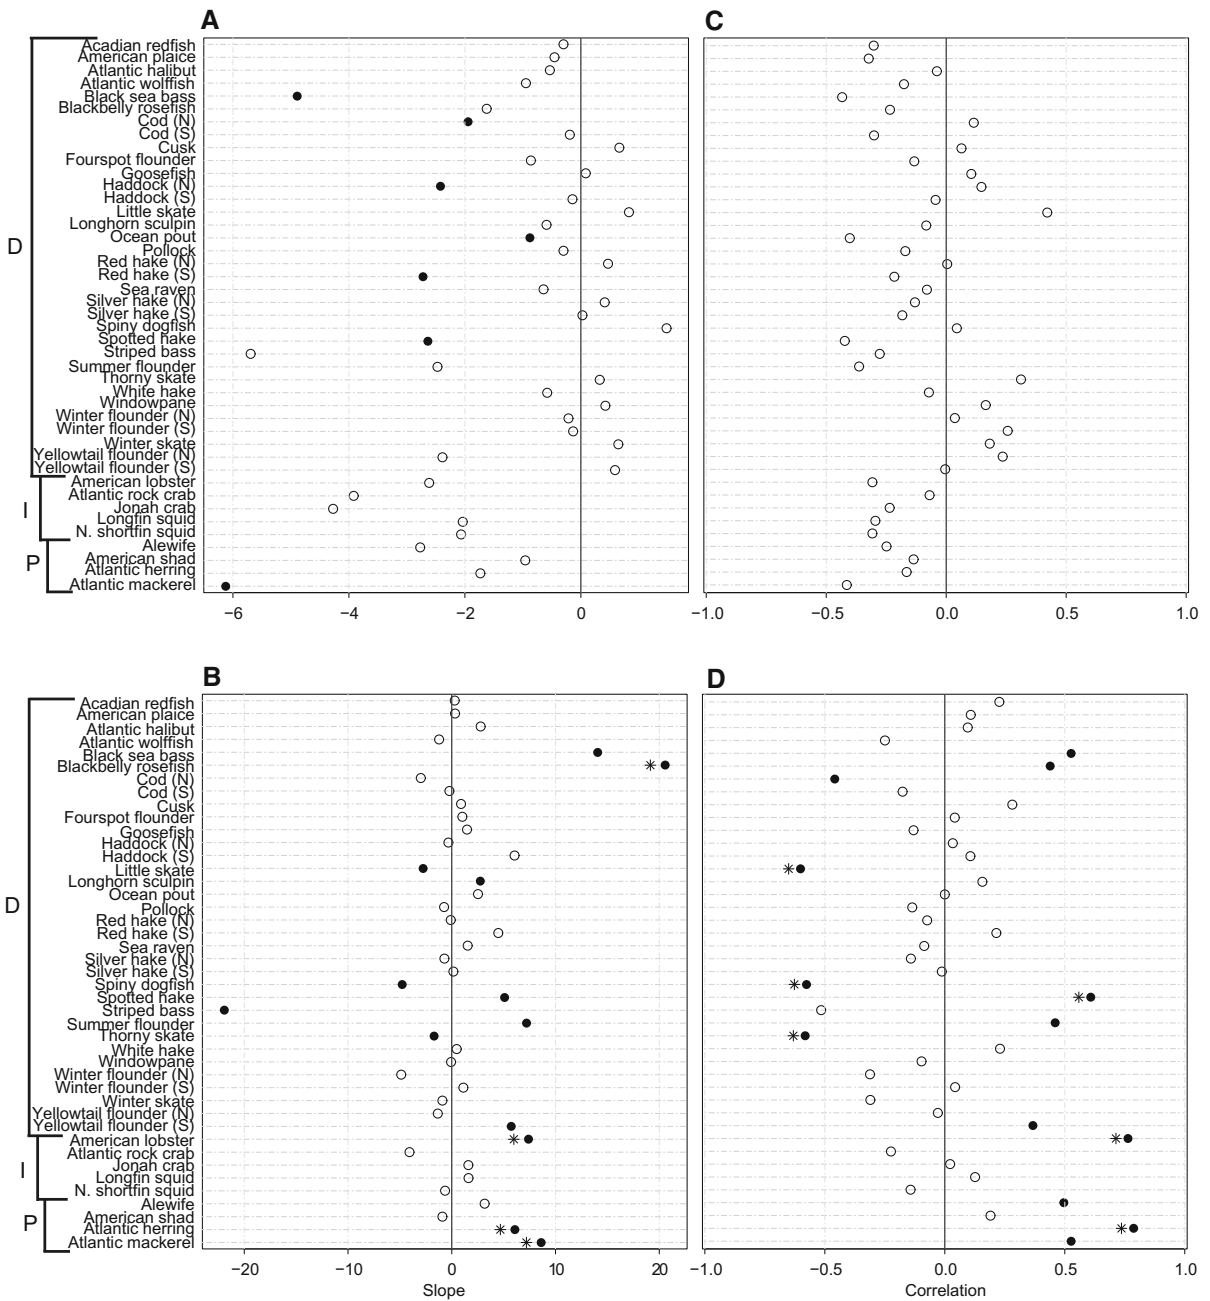 A
C
Acadian redfish
American plaice
Atlantic halibut
Atlantic wolffish
Black sea bass
Blackbelly rosefish
Cod (N)
Cod (S)
Cusk
Fourspot flounder
Goosefish
Haddock (N)
Haddock (S)
Little skate
Longhorn sculpin
Ocean pout
D
Pollock
Red hake (N)
Red hake (S)
Sea raven
Silver hake (N)
Silver hake (S)
Spiny dogfish
Spotted hake
Striped bass
Summer flounder
Thorny skate
White hake
Windowpane
Winter flounder (N)
Winter flounder (S)
Winter skate
Yellowtail flounder (N)
Yellowtail flounder (S)
American lobster
Atlantic rock crab
I
Jonah crab
Longfin squid
N. shortfin squid
Alewife
P
American shad
Atlantic herring
Atlantic mackerel
−6 −4 −2 0
−1.0 −0.5 0.0 0.5 1.0
B
D
Acadian redfish
American plaice
Atlantic halibut
Atlantic wolffish
Black sea bass
Blackbelly rosefish
Cod (N)
Cod (S)
Cusk
Fourspot flounder
Goosefish
Haddock (N)
Haddock (S)
Little skate
Longhorn sculpin
Ocean pout
D
Pollock
Red hake (N)
Red hake (S)
Sea raven
Silver hake (N)
Silver hake (S)
Spiny dogfish
Spotted hake
Striped bass
Summer flounder
Thorny skate
White hake
Windowpane
Winter flounder (N)
Winter flounder (S)
Winter skate
Yellowtail flounder (N)
Yellowtail flounder (S)
American lobster
Atlantic rock crab
I
Jonah crab
Longfin squid
N. shortfin squid
Alewife
P
American shad
Atlantic herring
Atlantic mackerel
−20 −10 0 10 20
−1.0 −0.5 0.0 0.5 1.0
Slope
Correlation